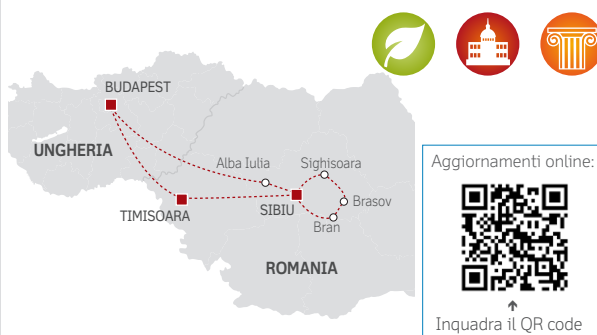 BUDAPEST
UNGHERIA
Alba Iulia
Sighisoara
Brasov
TIMISOARA
SIBIU
Bran
ROMANIA
Aggiornamenti online:
Inquadra il QR code